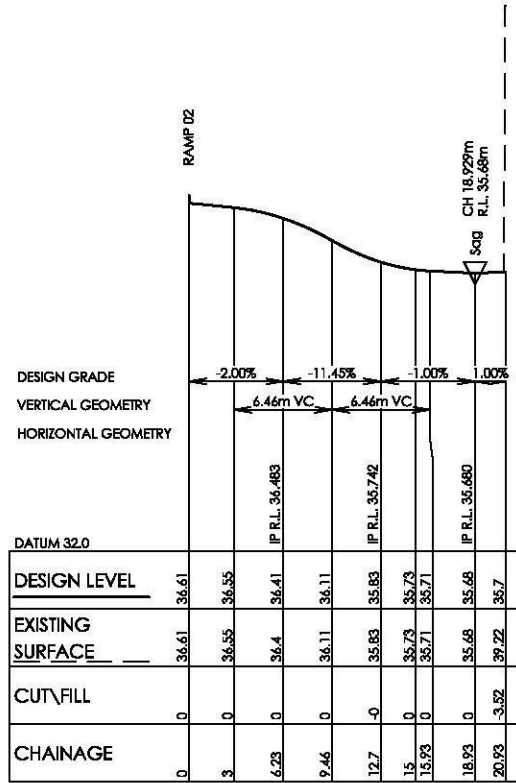 RAMP 02
CH 18.929m
R.L. 35.68m
Sag
DESIGN GRADE -2.00% -11.45% -1.00% 1.00%
VERTICAL GEOMETRY 6.46m VC 6.46m VC
HORIZONTAL GEOMETRY
IP R.L. 36.483 IP R.L. 35.742 IP R.L. 35.680
DATUM 32.0
DESIGN LEVEL 36.61 36.55 36.41 36.11 35.83 35.73 35.71 35.68 35.7
EXISTING
SURFACE 36.61 36.55 36.4 36.11 35.83 35.73 35.71 35.68 39.22
CUT\FILL 0 0 0 0 -0 0 0 0 -3.52
CHAINAGE 0 3 6.23 9.46 12.7 15 15.93 18.93 20.93